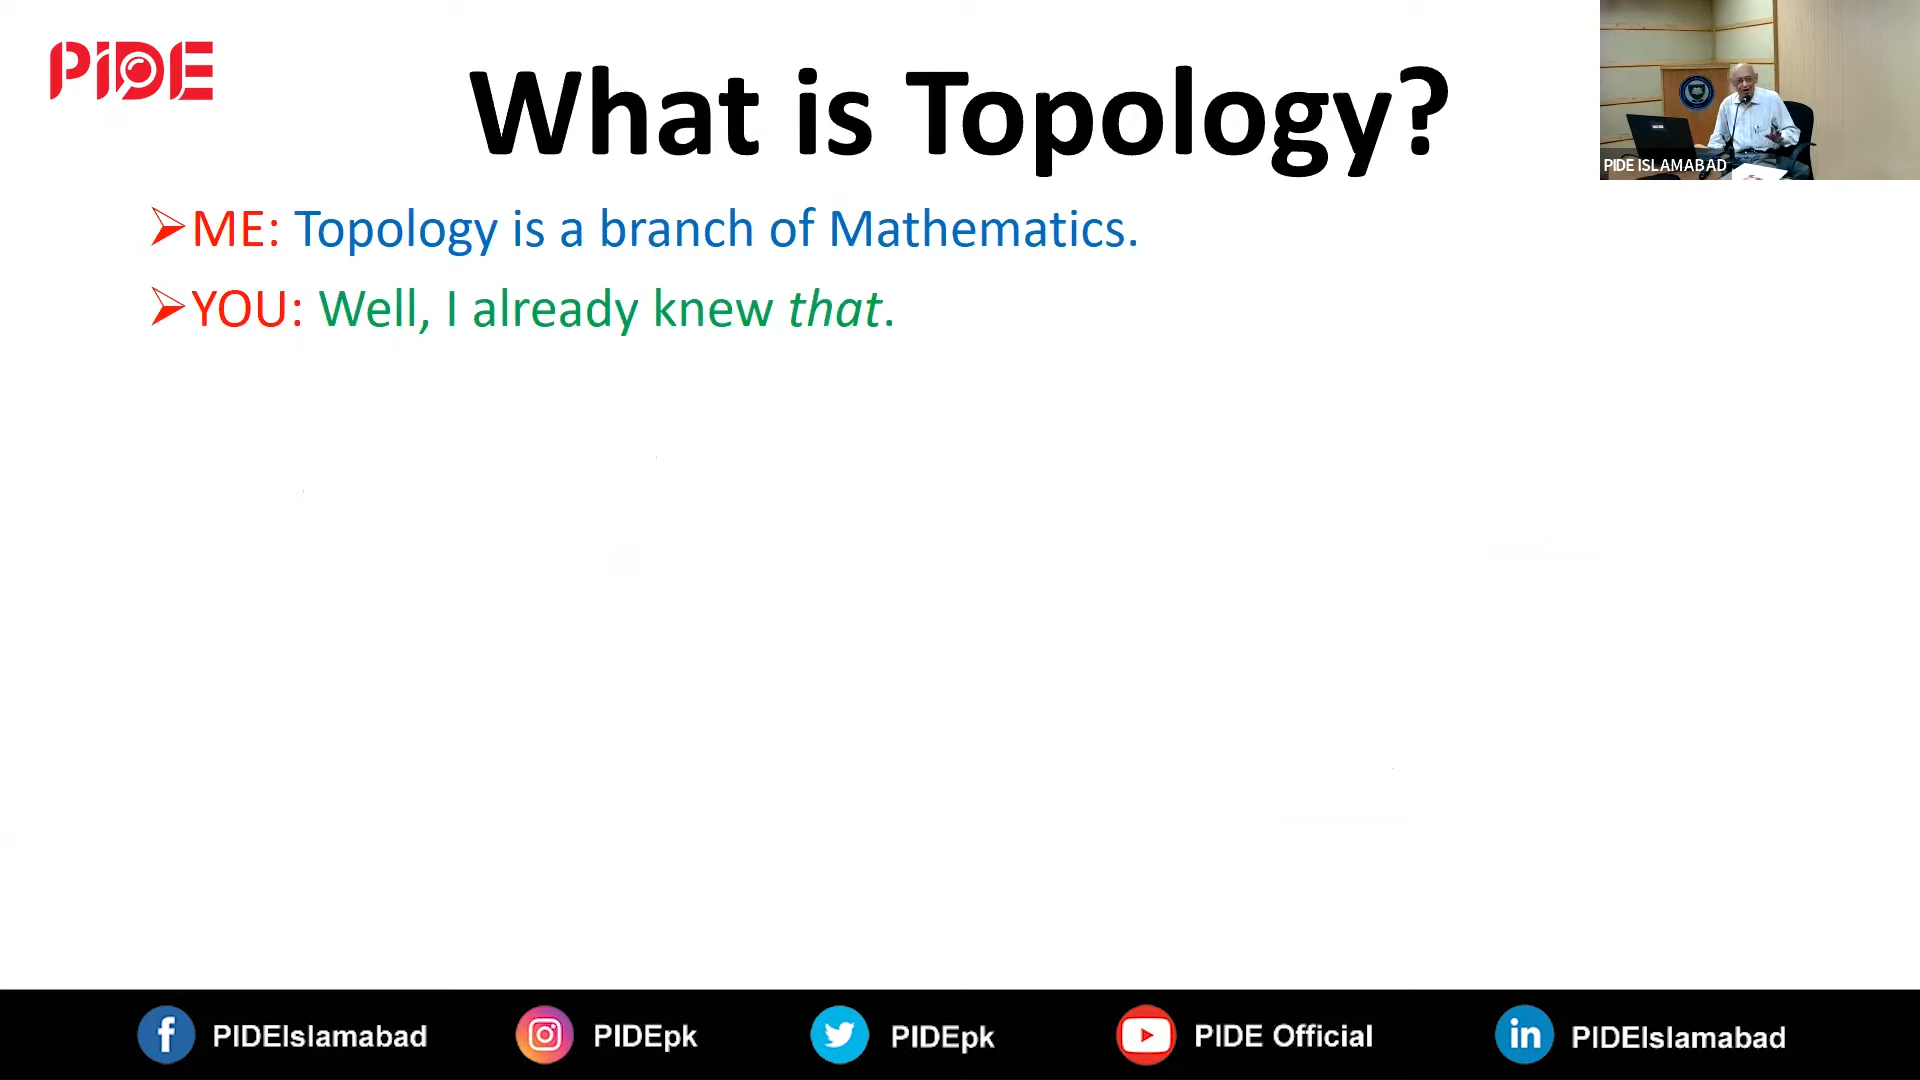 PiDE
What is Topology?
PIDE ISLAMABAD
➢ME: Topology is a branch of Mathematics.
➢YOU: Well, I already knew that.
PIDEIslamabad
PIDEpk
PIDEpk
PIDE Official
PIDEIslamabad